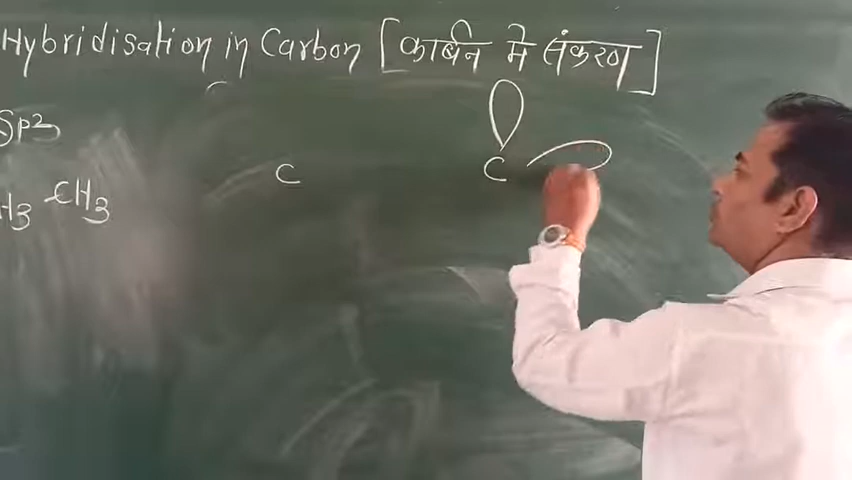 Hybridisation in Carbon [कार्बन मे संकरण]
Sp2
H3 -CH3
C C